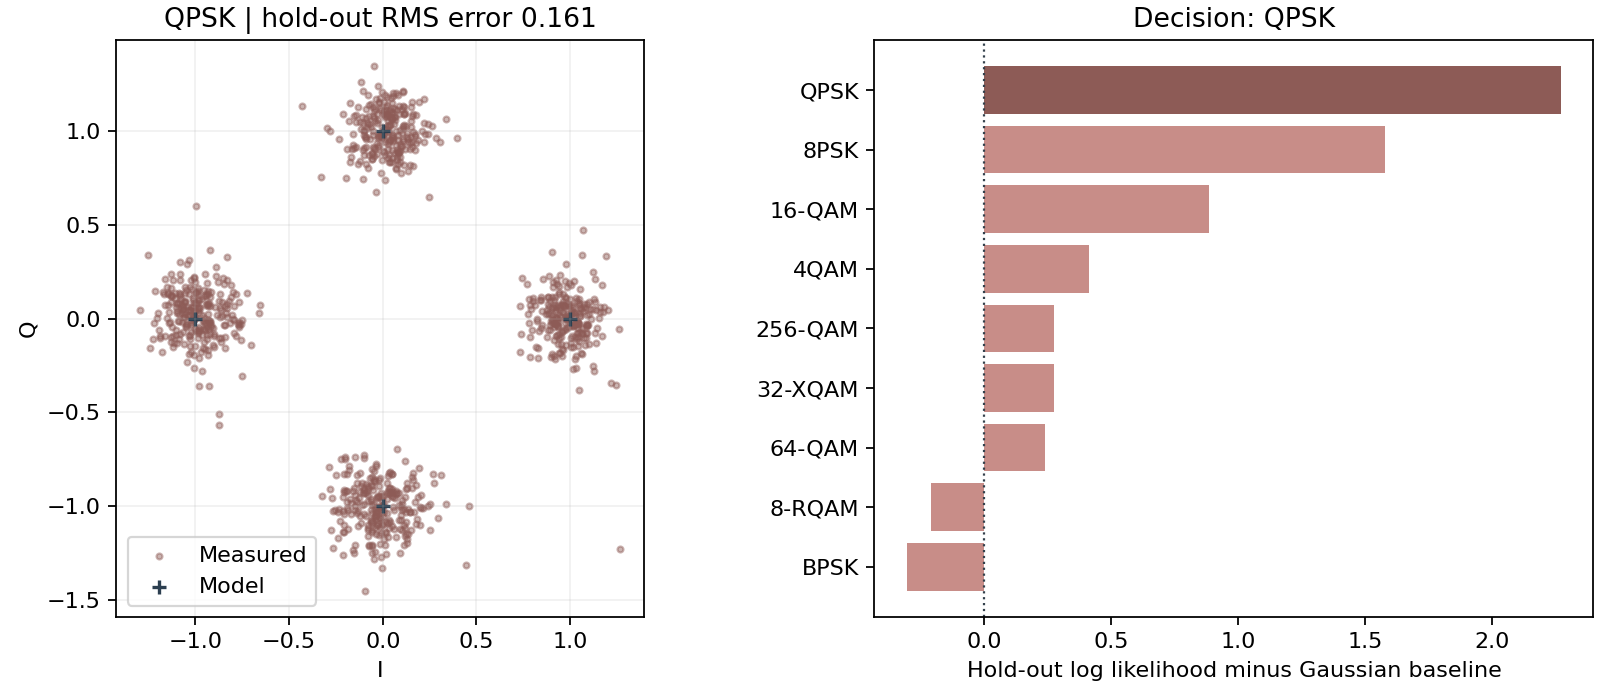 QPSK | hold-out RMS error 0.161
1.0
0.5
0.0
−0.5
−1.0
−1.5
Q
Measured
Model
−1.0
−0.5
0.0
0.5
1.0
I
Decision: QPSK
QPSK
8PSK
16-QAM
4QAM
256-QAM
32-XQAM
64-QAM
8-RQAM
BPSK
0.0
0.5
1.0
1.5
2.0
Hold-out log likelihood minus Gaussian baseline